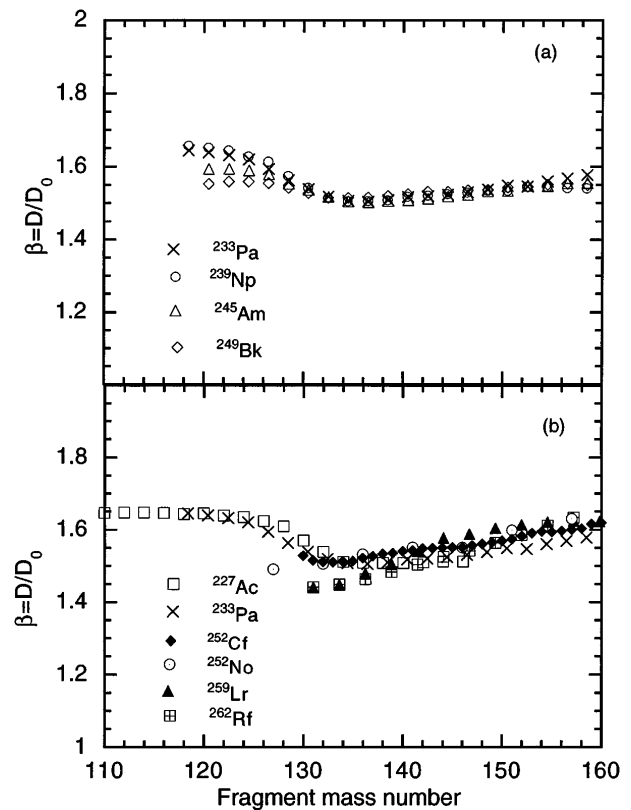 2
(a)
1.8
1.6
β=D/D₀
1.4
²³³Pa
²³⁹Np
1.2
²⁴⁵Am
²⁴⁹Bk
(b)
1.8
1.6
β=D/D₀
²²⁷Ac
1.4
²³³Pa
²⁵²Cf
²⁵²No
1.2
²⁵⁹Lr
²⁶²Rf
1
110 120 130 140 150 160
Fragment mass number